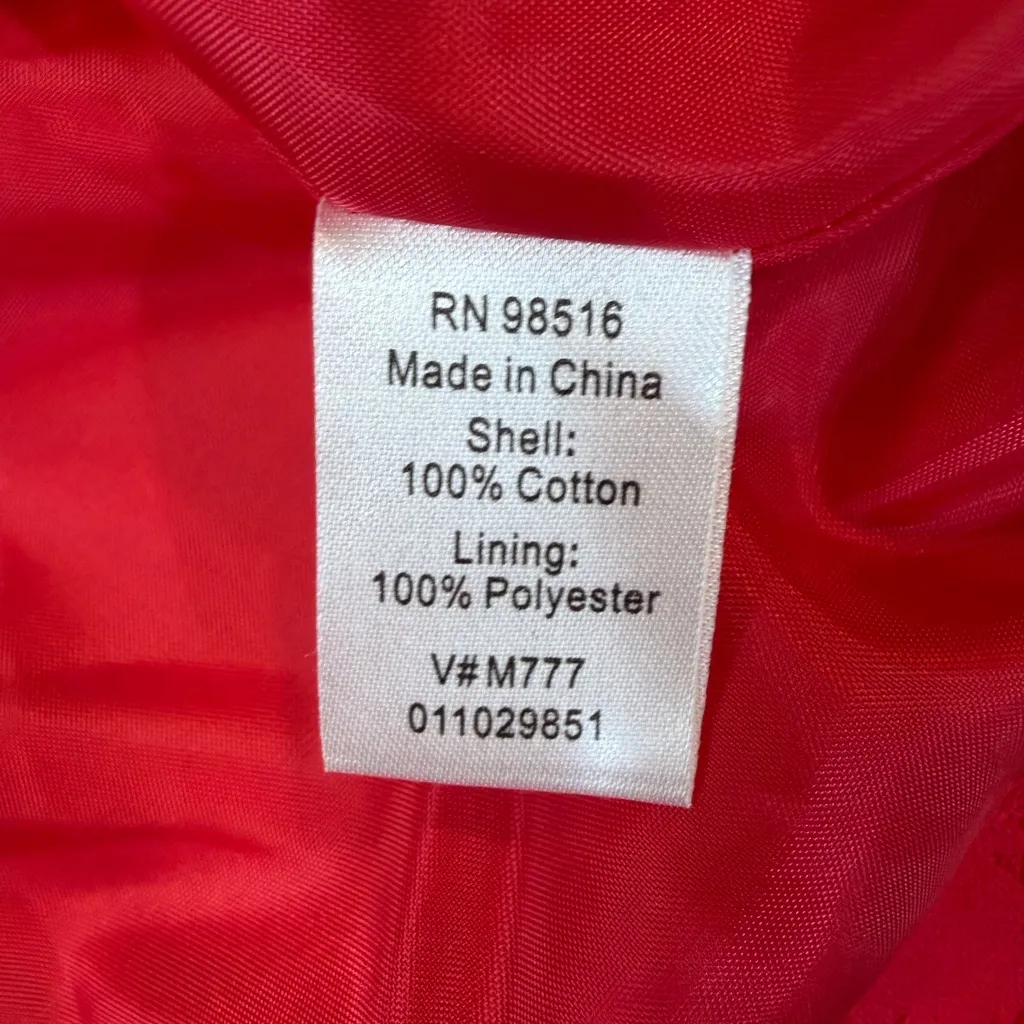 RN 98516
Made in China
Shell:
100% Cotton
Lining:
100% Polyester
V# M777
011029851